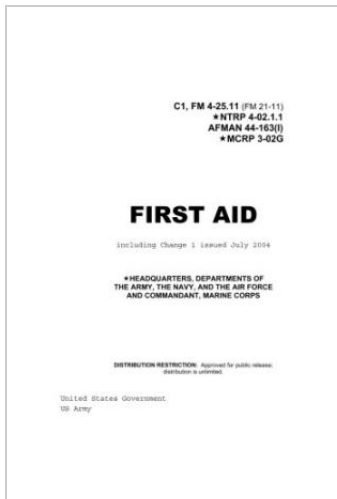 C1, FM 4-25.11 (FM 21-11)
★NTRP 4-02.1.1
AFMAN 44-163(I)
★MCRP 3-02G
FIRST AID
including Change 1 issued July 2004
★HEADQUARTERS, DEPARTMENTS OF
THE ARMY, THE NAVY, AND THE AIR FORCE
AND COMMANDANT, MARINE CORPS
DISTRIBUTION RESTRICTION: Approved for public release;
distribution is unlimited.
United States Government
US Army